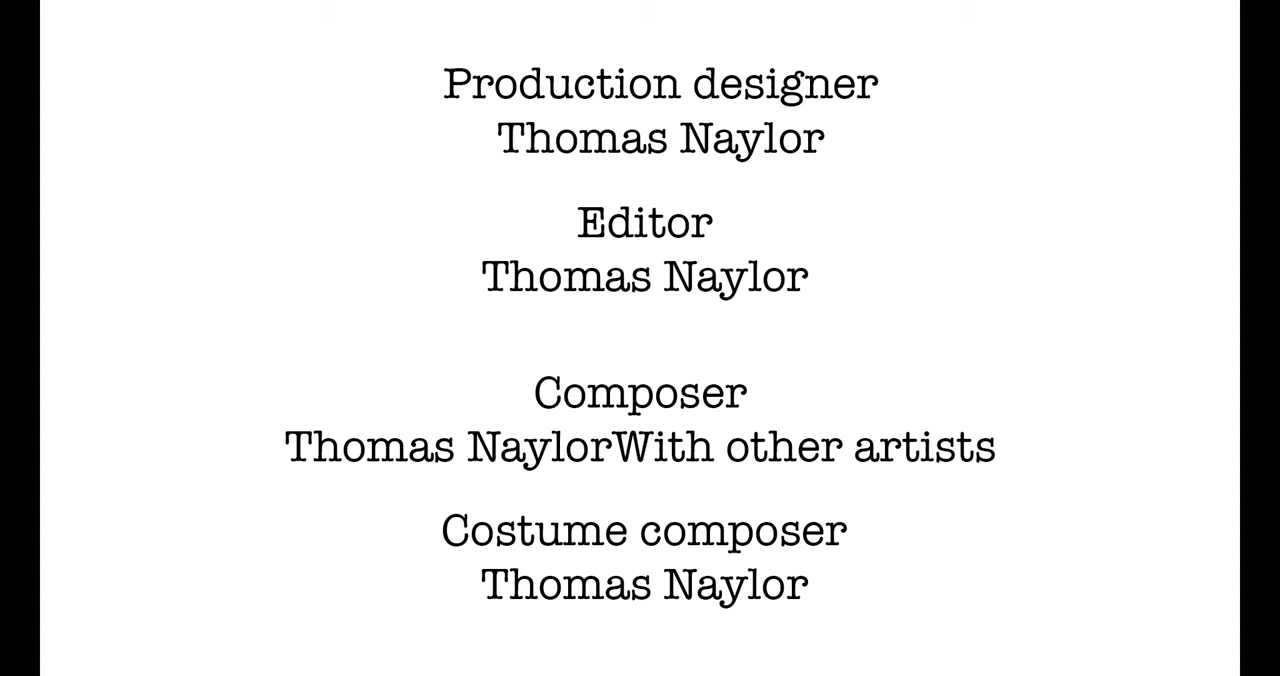 Production designer
Thomas Naylor
Editor
Thomas Naylor
Composer
Thomas NaylorWith other artists
Costume composer
Thomas Naylor